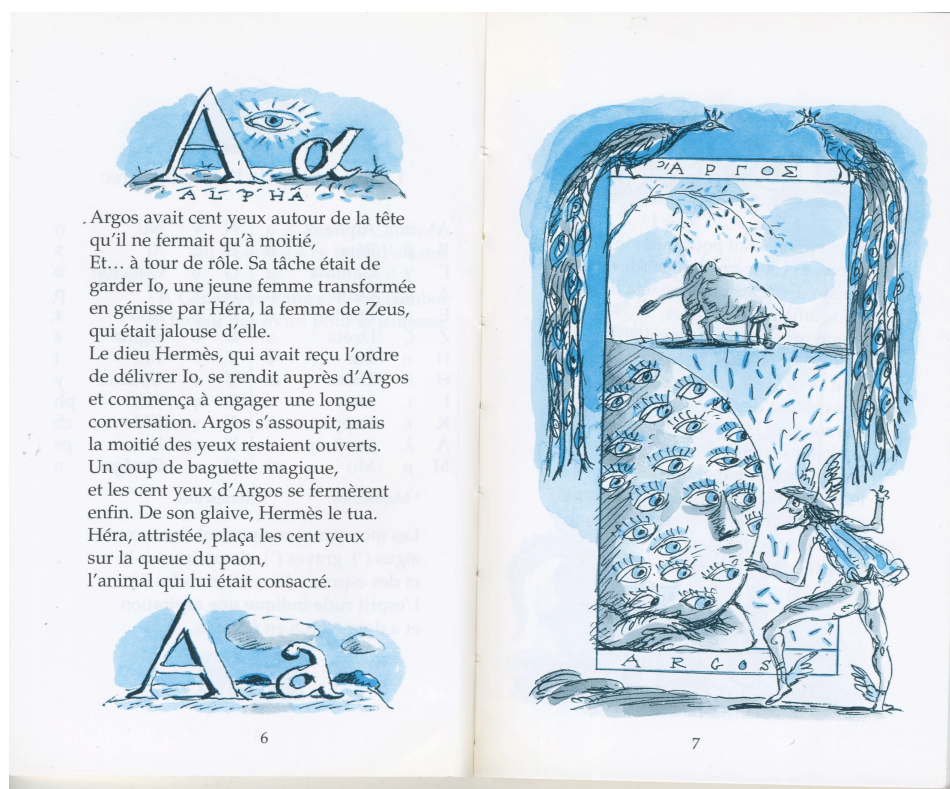 A α
ALPHA
Argos avait cent yeux autour de la tête
qu'il ne fermait qu'à moitié,
Et… à tour de rôle. Sa tâche était de
garder Io, une jeune femme transformée
en génisse par Héra, la femme de Zeus,
qui était jalouse d'elle.
Le dieu Hermès, qui avait reçu l'ordre
de délivrer Io, se rendit auprès d'Argos
et commença à engager une longue
conversation. Argos s'assoupit, mais
la moitié des yeux restaient ouverts.
Un coup de baguette magique,
et les cent yeux d'Argos se fermèrent
enfin. De son glaive, Hermès le tua.
Héra, attristée, plaça les cent yeux
sur la queue du paon,
l'animal qui lui était consacré.
A a
6
ἌΡΓΟΣ
ARGOS
7